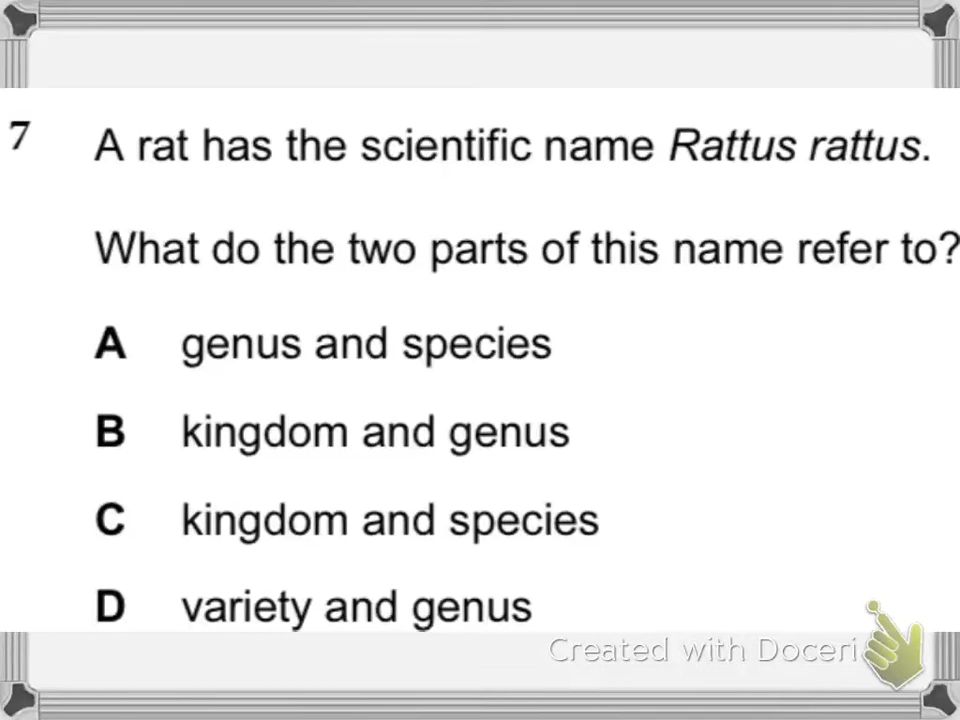 7 A rat has the scientific name Rattus rattus.
What do the two parts of this name refer to?
A genus and species
B kingdom and genus
C kingdom and species
D variety and genus
Created with Doceri